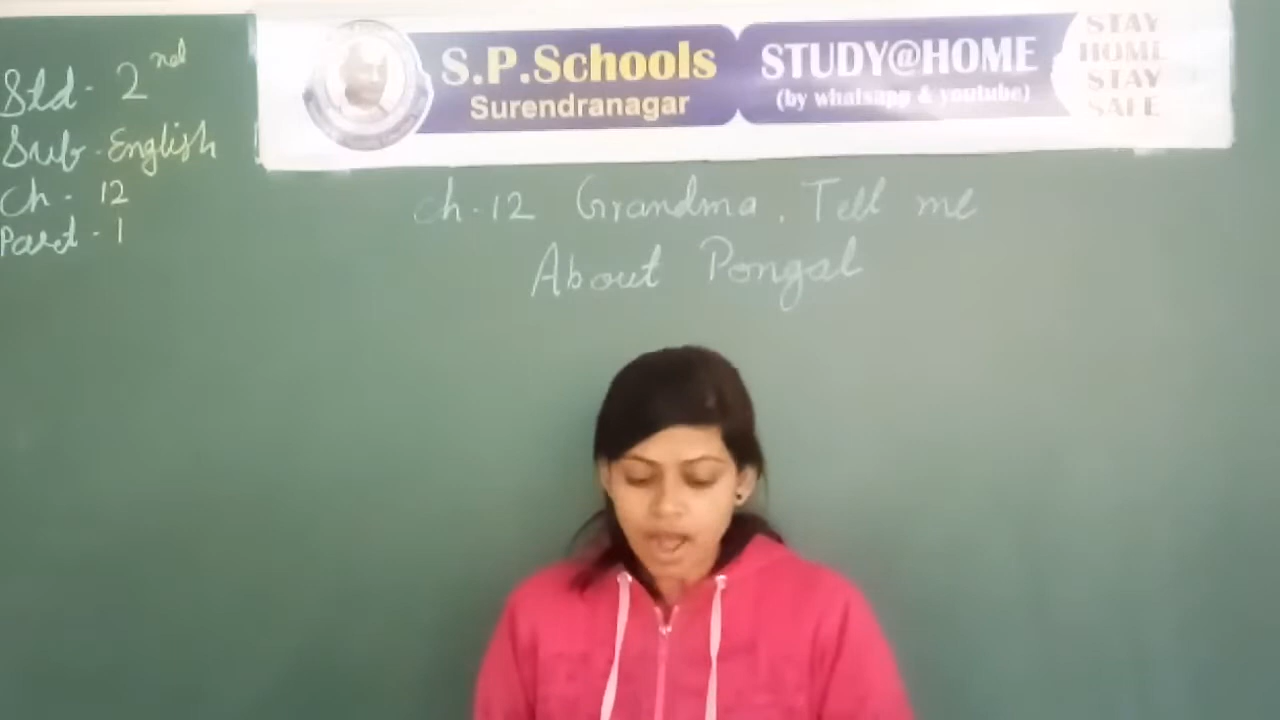 Std - 2nd
Sub - English
Ch - 12
Part - 1
S.P.Schools
Surendranagar
STUDY@HOME
(by whatsapp & youtube)
STAY
HOME
STAY
SAFE
ch. 12 Grandma, Tell me
About Pongal